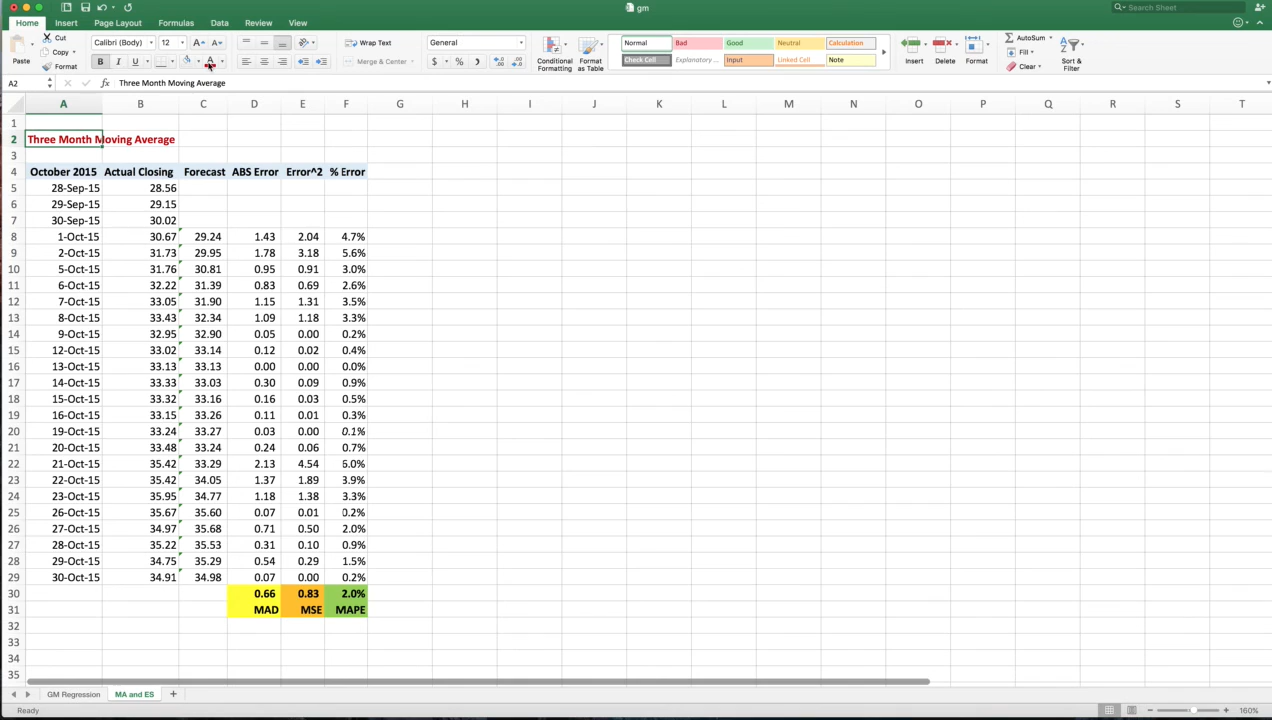 gm
Search Sheet
Home Insert Page Layout Formulas Data Review View
Cut
Copy
Format
Paste
Calibri (Body) 12 A A
B I U A
Wrap Text
Merge & Center
General
$ % 9
Conditional Formatting
Format as Table
Normal Bad Good Neutral Calculation
Check Cell Explanatory... Input Linked Cell Note
Insert Delete Format
AutoSum
Fill
Clear
Sort & Filter
A2 fx Three Month Moving Average
A B C D E F G H I J K L M N O P Q R S T
1
2 Three Month Moving Average
3
4 October 2015 Actual Closing Forecast ABS Error Error^2 % Error
5 28-Sep-15 28.56
6 29-Sep-15 29.15
7 30-Sep-15 30.02
8 1-Oct-15 30.67 29.24 1.43 2.04 4.7%
9 2-Oct-15 31.73 29.95 1.78 3.18 5.6%
10 5-Oct-15 31.76 30.81 0.95 0.91 3.0%
11 6-Oct-15 32.22 31.39 0.83 0.69 2.6%
12 7-Oct-15 33.05 31.90 1.15 1.31 3.5%
13 8-Oct-15 33.43 32.34 1.09 1.18 3.3%
14 9-Oct-15 32.95 32.90 0.05 0.00 0.2%
15 12-Oct-15 33.02 33.14 0.12 0.02 0.4%
16 13-Oct-15 33.13 33.13 0.00 0.00 0.0%
17 14-Oct-15 33.33 33.03 0.30 0.09 0.9%
18 15-Oct-15 33.32 33.16 0.16 0.03 0.5%
19 16-Oct-15 33.15 33.26 0.11 0.01 0.3%
20 19-Oct-15 33.24 33.27 0.03 0.00 0.1%
21 20-Oct-15 33.48 33.24 0.24 0.06 0.7%
22 21-Oct-15 35.42 33.29 2.13 4.54 6.0%
23 22-Oct-15 35.42 34.05 1.37 1.89 3.9%
24 23-Oct-15 35.95 34.77 1.18 1.38 3.3%
25 26-Oct-15 35.67 35.60 0.07 0.01 0.2%
26 27-Oct-15 34.97 35.68 0.71 0.50 2.0%
27 28-Oct-15 35.22 35.53 0.31 0.10 0.9%
28 29-Oct-15 34.75 35.29 0.54 0.29 1.5%
29 30-Oct-15 34.91 34.98 0.07 0.00 0.2%
30 0.66 0.83 2.0%
31 MAD MSE MAPE
32
33
34
35
GM Regression MA and ES +
Ready 160%